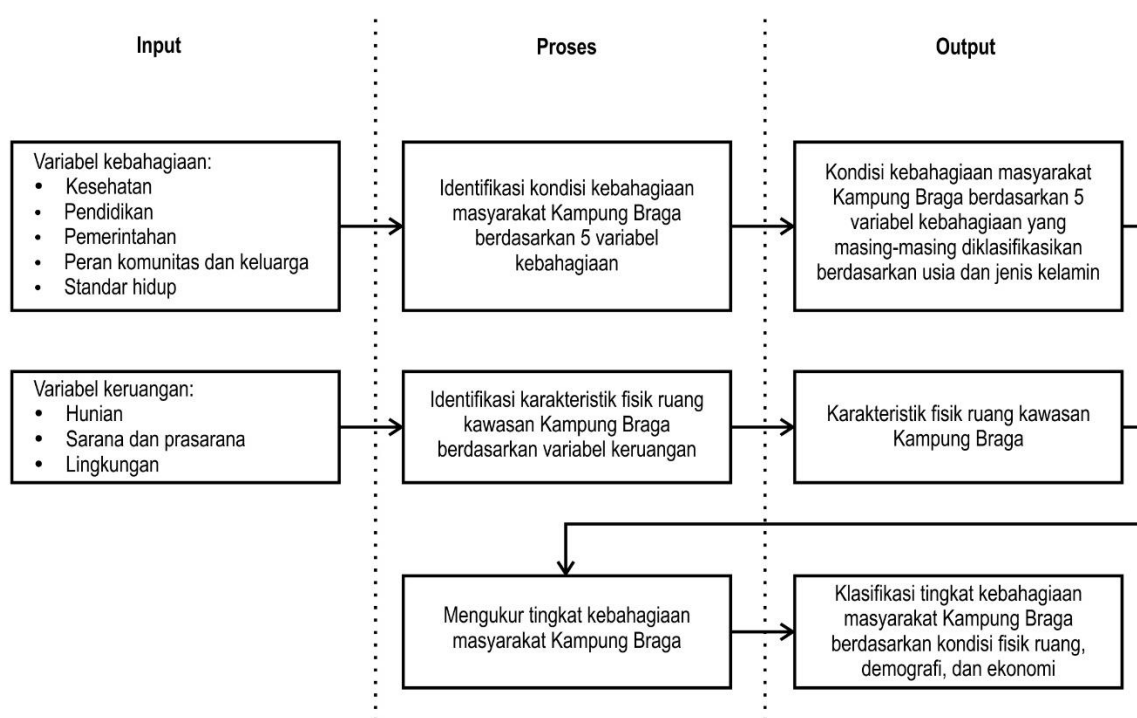 Input
Proses
Output
Variabel kebahagiaan:
• Kesehatan
• Pendidikan
• Pemerintahan
• Peran komunitas dan keluarga
• Standar hidup
Identifikasi kondisi kebahagiaan
masyarakat Kampung Braga
berdasarkan 5 variabel
kebahagiaan
Kondisi kebahagiaan masyarakat
Kampung Braga berdasarkan 5
variabel kebahagiaan yang
masing-masing diklasifikasikan
berdasarkan usia dan jenis kelamin
Variabel keruangan:
• Hunian
• Sarana dan prasarana
• Lingkungan
Identifikasi karakteristik fisik ruang
kawasan Kampung Braga
berdasarkan variabel keruangan
Karakteristik fisik ruang kawasan
Kampung Braga
Mengukur tingkat kebahagiaan
masyarakat Kampung Braga
Klasifikasi tingkat kebahagiaan
masyarakat Kampung Braga
berdasarkan kondisi fisik ruang,
demografi, dan ekonomi